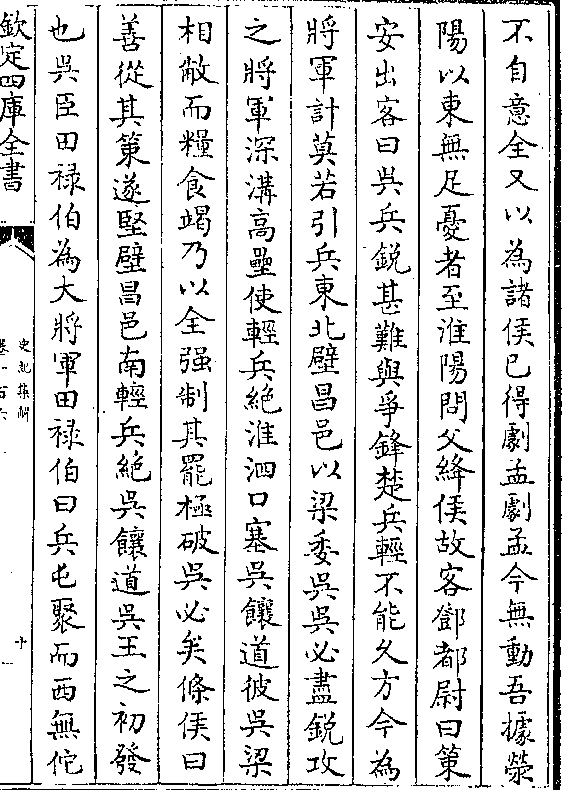 不自意全又以為諸侯已得劇孟劇孟今無動吾據滎
陽以東無足憂者至淮陽問父絳侯故客鄧都尉曰策
安出客曰吳兵銳甚難與爭鋒楚兵輕不能久方今為
將軍計莫若引兵東北壁昌邑以梁委吳吳必盡銳攻
之將軍深溝高壘使輕兵絶淮泗口塞吳饟道彼吳梁
相敝而糧食竭乃以全强制其罷極破吳必矣條侯曰
善從其策遂堅壁昌邑南輕兵絶吳饟道吳王之初發
也吳臣田禄伯為大將軍田禄伯曰兵屯聚而西無佗
欽定四庫全書
史記集解
卷一百六
十一